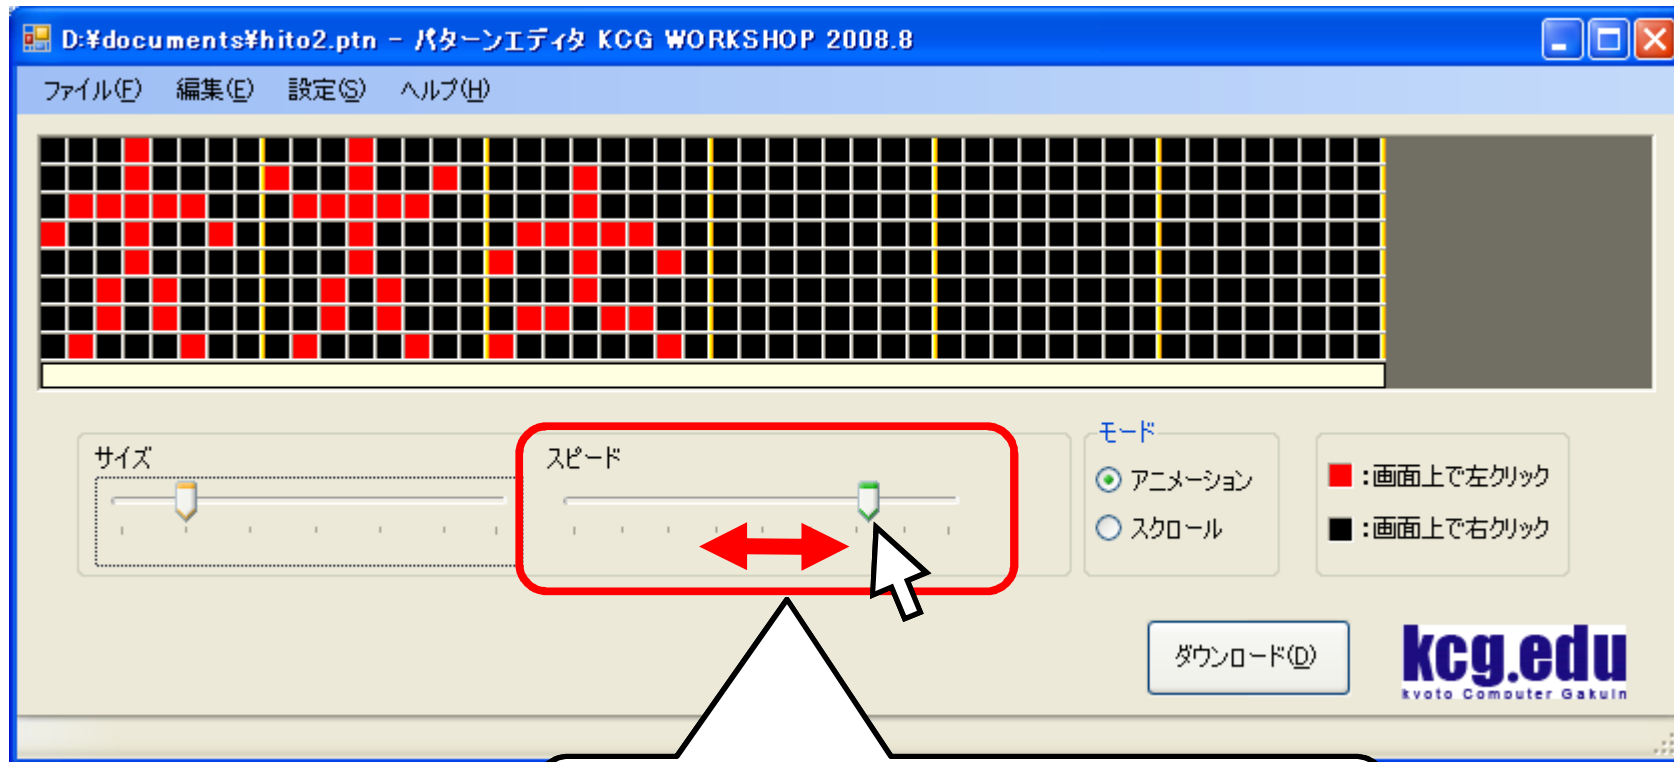 D:¥documents¥hito2.ptn - パターンエディタ KCG WORKSHOP 2008.8
ファイル(F) 編集(E) 設定(S) ヘルプ(H)
サイズ
スピード
モード
アニメーション
スクロール
:画面上で左クリック
:画面上で右クリック
ダウンロード(D)
kcg.edu
kyoto Computer Gakuin